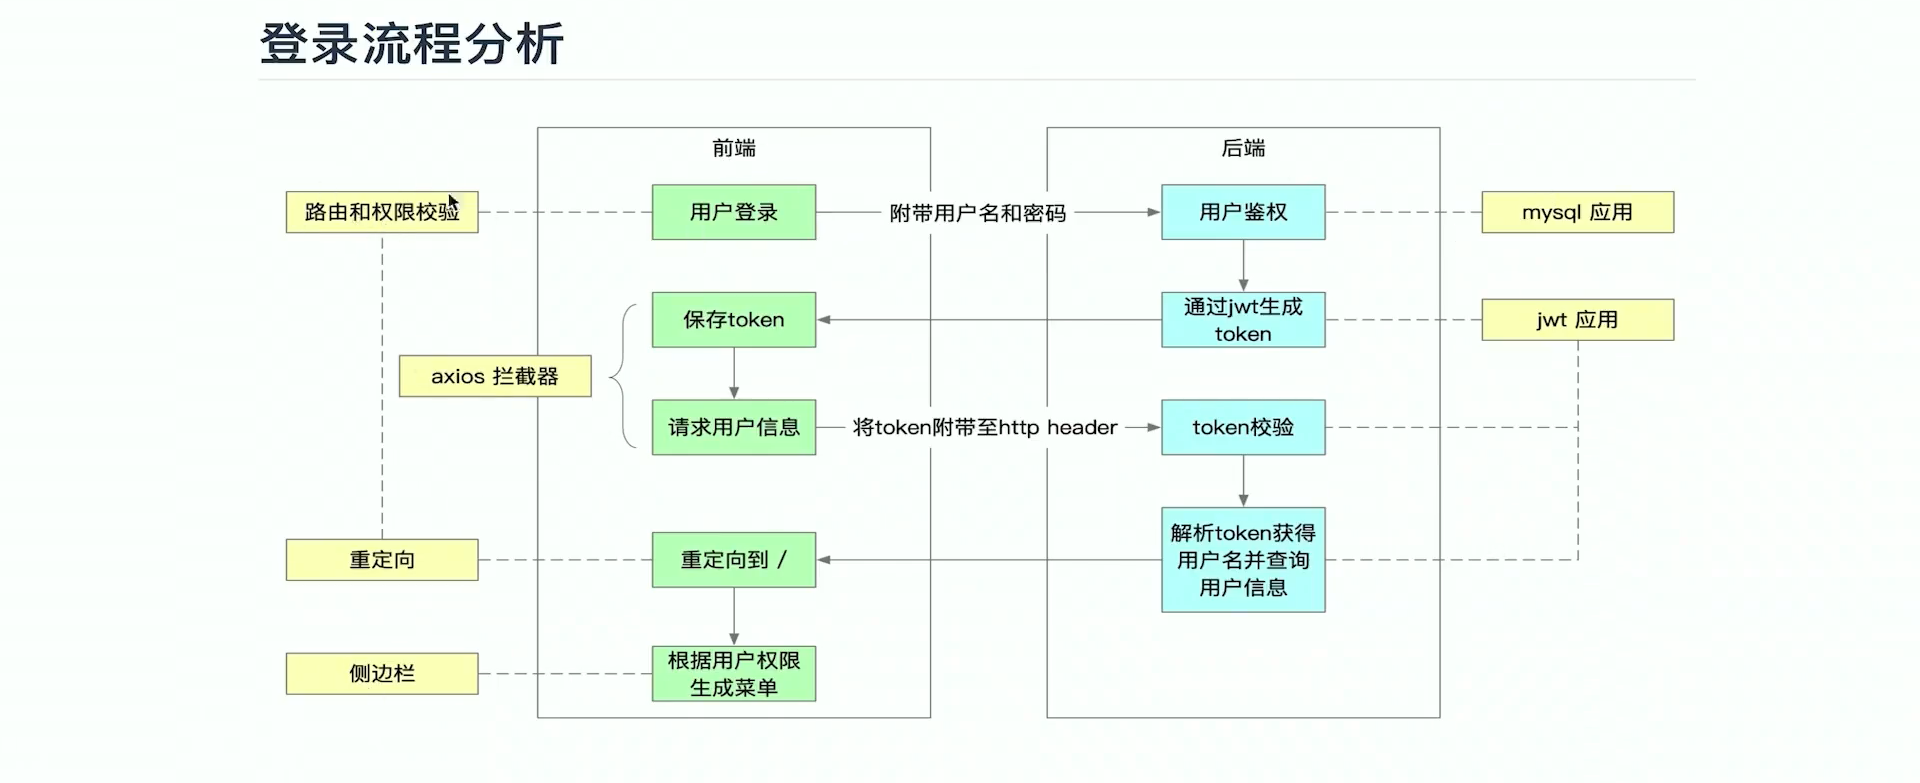 登录流程分析
前端
后端
路由和权限校验
用户登录
附带用户名和密码
用户鉴权
mysql 应用
保存token
通过jwt生成
token
jwt 应用
axios 拦截器
请求用户信息
将token附带至http header
token校验
重定向
重定向到 /
解析token获得
用户名并查询
用户信息
侧边栏
根据用户权限
生成菜单